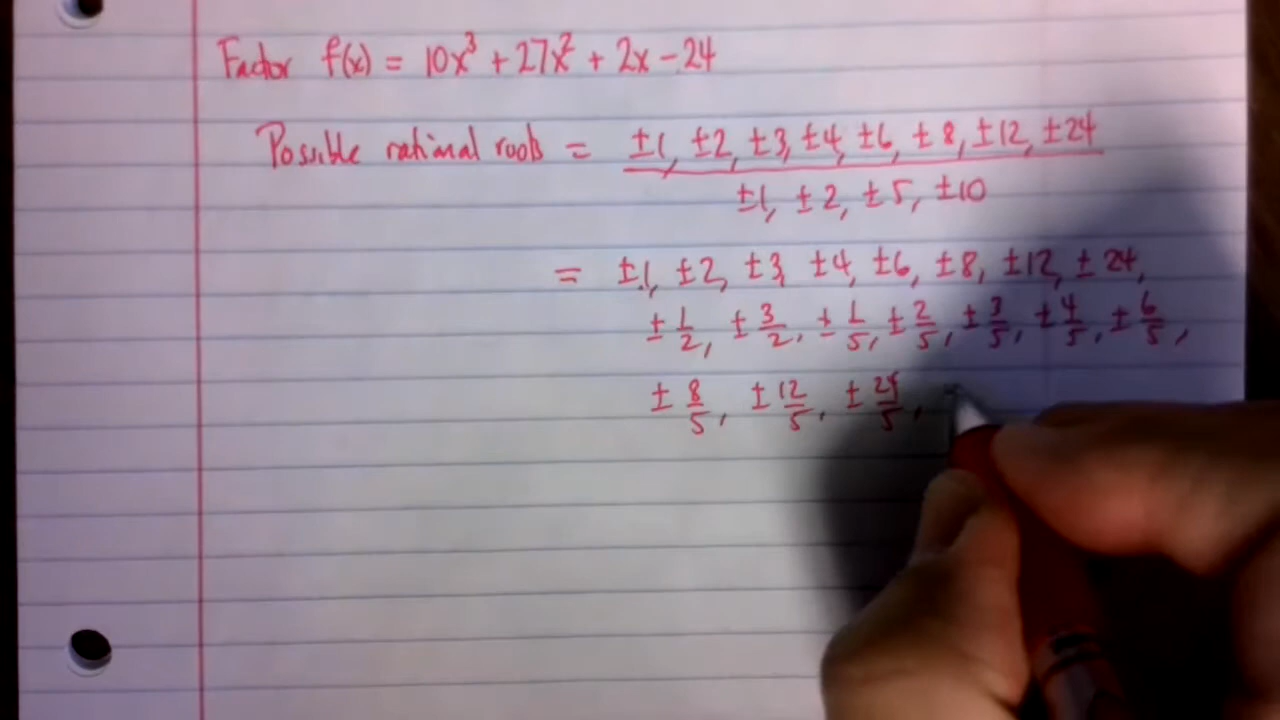 Factor f(x) = 10x³ + 27x² + 2x - 24
Possible rational roots = ±1, ±2, ±3, ±4, ±6, ±8, ±12, ±24
±1, ±2, ±5, ±10
= ±1, ±2, ±3, ±4, ±6, ±8, ±12, ±24,
±1/2, ±3/2, ±1/5, ±2/5, ±3/5, ±4/5, ±6/5,
±8/5, ±12/5, ±24/5,